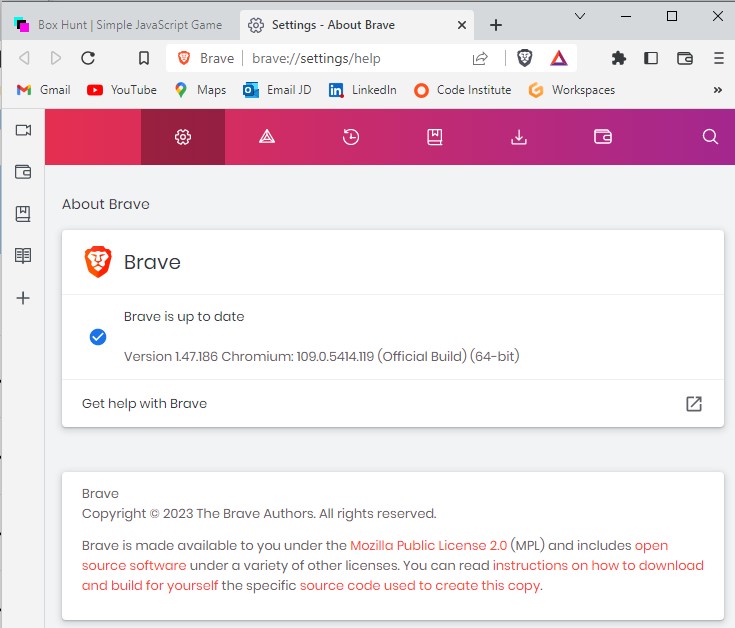 Box Hunt | Simple JavaScript Game
Settings - About Brave
Brave | brave://settings/help
Gmail YouTube Maps Email JD LinkedIn Code Institute Workspaces »
About Brave
Brave
Brave is up to date
Version 1.47.186 Chromium: 109.0.5414.119 (Official Build) (64-bit)
Get help with Brave
Brave
Copyright © 2023 The Brave Authors. All rights reserved.
Brave is made available to you under the Mozilla Public License 2.0 (MPL) and includes open
source software under a variety of other licenses. You can read instructions on how to download
and build for yourself the specific source code used to create this copy.